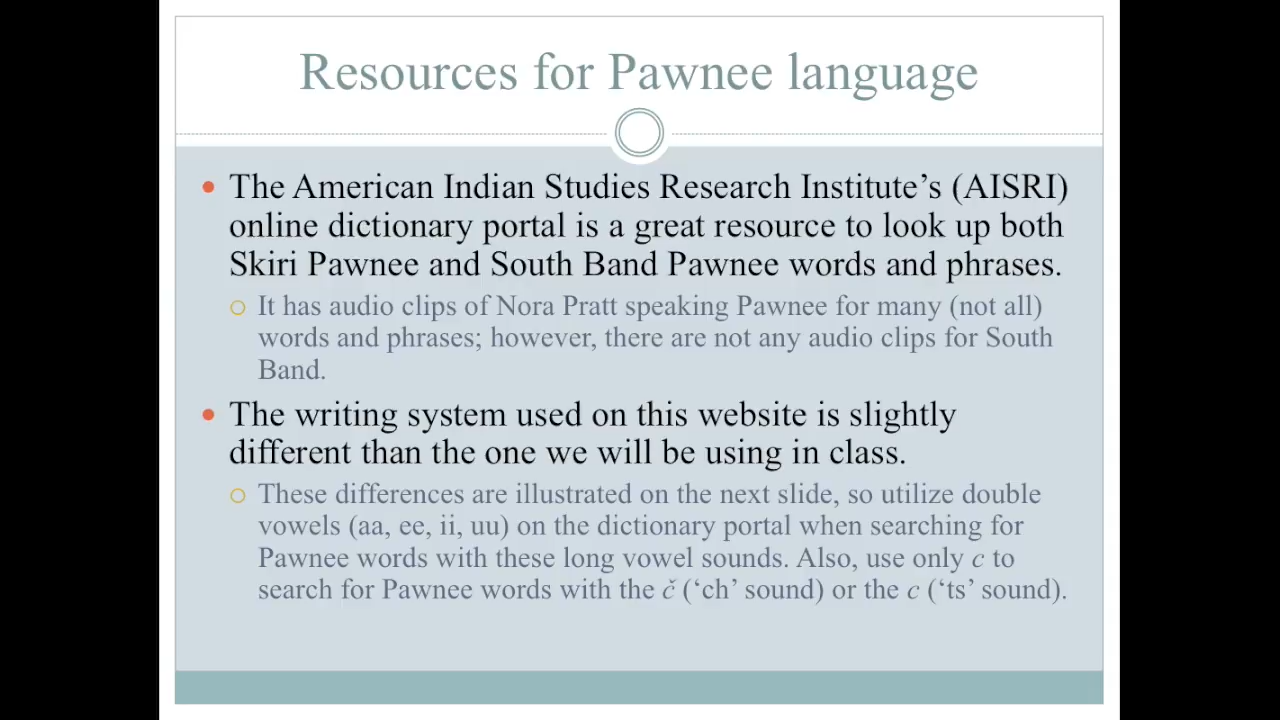 Resources for Pawnee language
• The American Indian Studies Research Institute’s (AISRI)
online dictionary portal is a great resource to look up both
Skiri Pawnee and South Band Pawnee words and phrases.
○ It has audio clips of Nora Pratt speaking Pawnee for many (not all)
words and phrases; however, there are not any audio clips for South
Band.
• The writing system used on this website is slightly
different than the one we will be using in class.
○ These differences are illustrated on the next slide, so utilize double
vowels (aa, ee, ii, uu) on the dictionary portal when searching for
Pawnee words with these long vowel sounds. Also, use only c to
search for Pawnee words with the č (‘ch’ sound) or the c (‘ts’ sound).